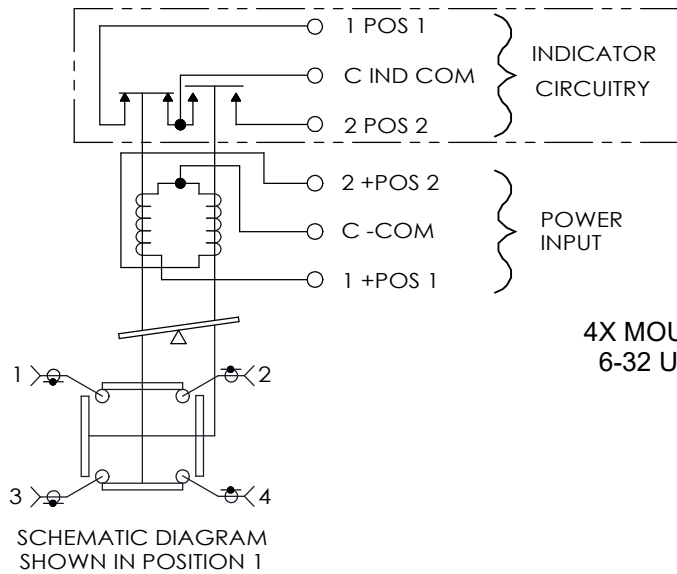 1 POS 1
C IND COM
2 POS 2
INDICATOR
CIRCUITRY
2 +POS 2
C -COM
1 +POS 1
POWER
INPUT
4X MOU
6-32 U
1
2
3
4
SCHEMATIC DIAGRAM
SHOWN IN POSITION 1